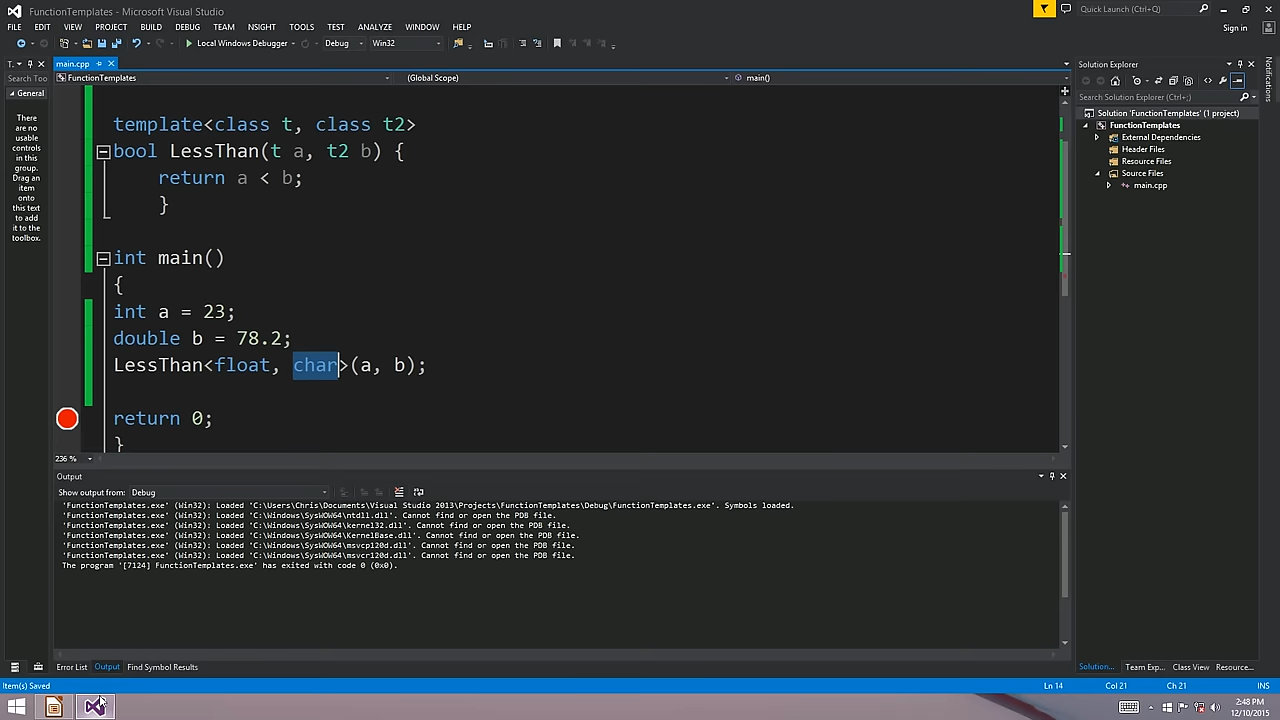 FunctionTemplates - Microsoft Visual Studio
Quick Launch (Ctrl+Q)
FILE EDIT VIEW PROJECT BUILD DEBUG TEAM NSIGHT TOOLS TEST ANALYZE WINDOW HELP
Sign in
Local Windows Debugger Debug Win32
T..
main.cpp
Solution Explorer
Search Too
FunctionTemplates
(Global Scope)
main()
General
There are no usable controls in this group. Drag an item onto this text to add it to the toolbox.
template<class t, class t2>
bool LessThan(t a, t2 b) {
return a < b;
}
int main()
{
int a = 23;
double b = 78.2;
LessThan<float, char>(a, b);
return 0;
}
236 %
Search Solution Explorer (Ctrl+;)
Solution 'FunctionTemplates' (1 project)
FunctionTemplates
External Dependencies
Header Files
Resource Files
Source Files
main.cpp
Notifications
Output
Show output from: Debug
'FunctionTemplates.exe' (Win32): Loaded 'C:\Users\Chris\Documents\Visual Studio 2013\Projects\FunctionTemplates\Debug\FunctionTemplates.exe'. Symbols loaded.
'FunctionTemplates.exe' (Win32): Loaded 'C:\Windows\SysWOW64\ntdll.dll'. Cannot find or open the PDB file.
'FunctionTemplates.exe' (Win32): Loaded 'C:\Windows\SysWOW64\kernel32.dll'. Cannot find or open the PDB file.
'FunctionTemplates.exe' (Win32): Loaded 'C:\Windows\SysWOW64\KernelBase.dll'. Cannot find or open the PDB file.
'FunctionTemplates.exe' (Win32): Loaded 'C:\Windows\SysWOW64\msvcp120d.dll'. Cannot find or open the PDB file.
'FunctionTemplates.exe' (Win32): Loaded 'C:\Windows\SysWOW64\msvcr120d.dll'. Cannot find or open the PDB file.
The program '[7124] FunctionTemplates.exe' has exited with code 0 (0x0).
Error List Output Find Symbol Results
Solution... Team Exp... Class View Resource...
Item(s) Saved
Ln 14 Col 21 Ch 21 INS
2:48 PM
12/10/2015